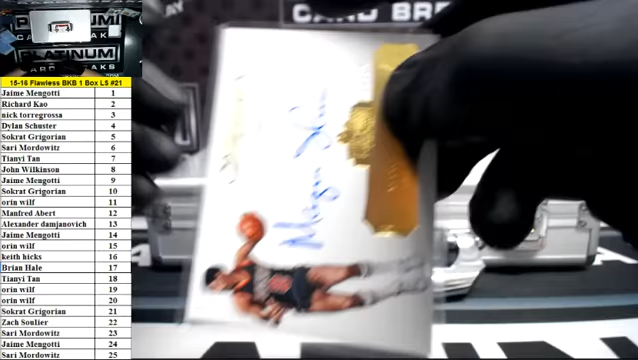 CARD BRE
PLATINUM
PLATINUM
15-16 Flawless BKB 1 Box LS #21
Jaime Mengotti 1
Richard Kao 2
nick torregrossa 3
Dylan Schuster 4
Sokrat Grigorian 5
Sari Mordowitz 6
Tianyi Tan 7
John Wilkinson 8
Jaime Mengotti 9
Sokrat Grigorian 10
orin wilf 11
Manfred Abert 12
Alexander damjanovich 13
Jaime Mengotti 14
orin wilf 15
keith hicks 16
Brian Hale 17
Tianyi Tan 18
orin wilf 19
orin wilf 20
Sokrat Grigorian 21
Zach Soulier 22
Sari Mordowitz 23
Jaime Mengotti 24
Sari Mordowitz 25